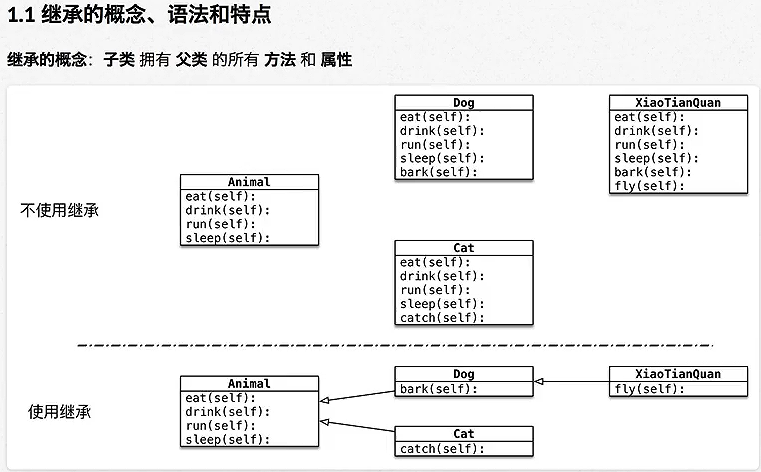 1.1 继承的概念、语法和特点
继承的概念：子类 拥有 父类 的所有 方法 和 属性
不使用继承
Animal
eat(self):
drink(self):
run(self):
sleep(self):
Dog
eat(self):
drink(self):
run(self):
sleep(self):
bark(self):
XiaoTianQuan
eat(self):
drink(self):
run(self):
sleep(self):
bark(self):
fly(self):
Cat
eat(self):
drink(self):
run(self):
sleep(self):
catch(self):
使用继承
Animal
eat(self):
drink(self):
run(self):
sleep(self):
Dog
bark(self):
XiaoTianQuan
fly(self):
Cat
catch(self):